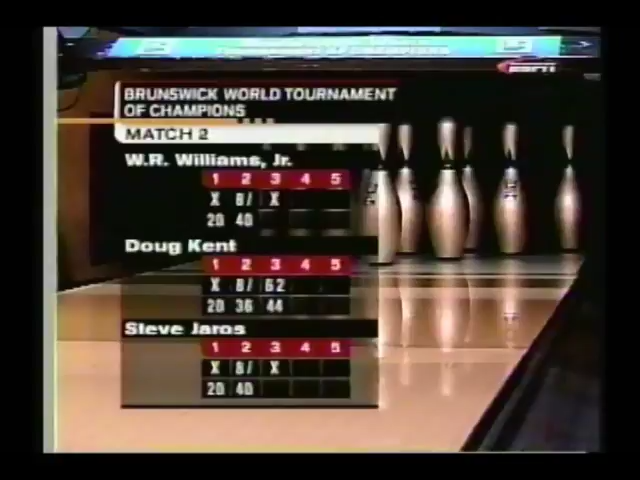 ESPN
BRUNSWICK WORLD TOURNAMENT
OF CHAMPIONS
MATCH 2
W.R. Williams, Jr.
1 2 3 4 5
X 8/ X
20 40
Doug Kent
1 2 3 4 5
X 8/ 62
20 36 44
Steve Jaros
1 2 3 4 5
X 8/ X
20 40